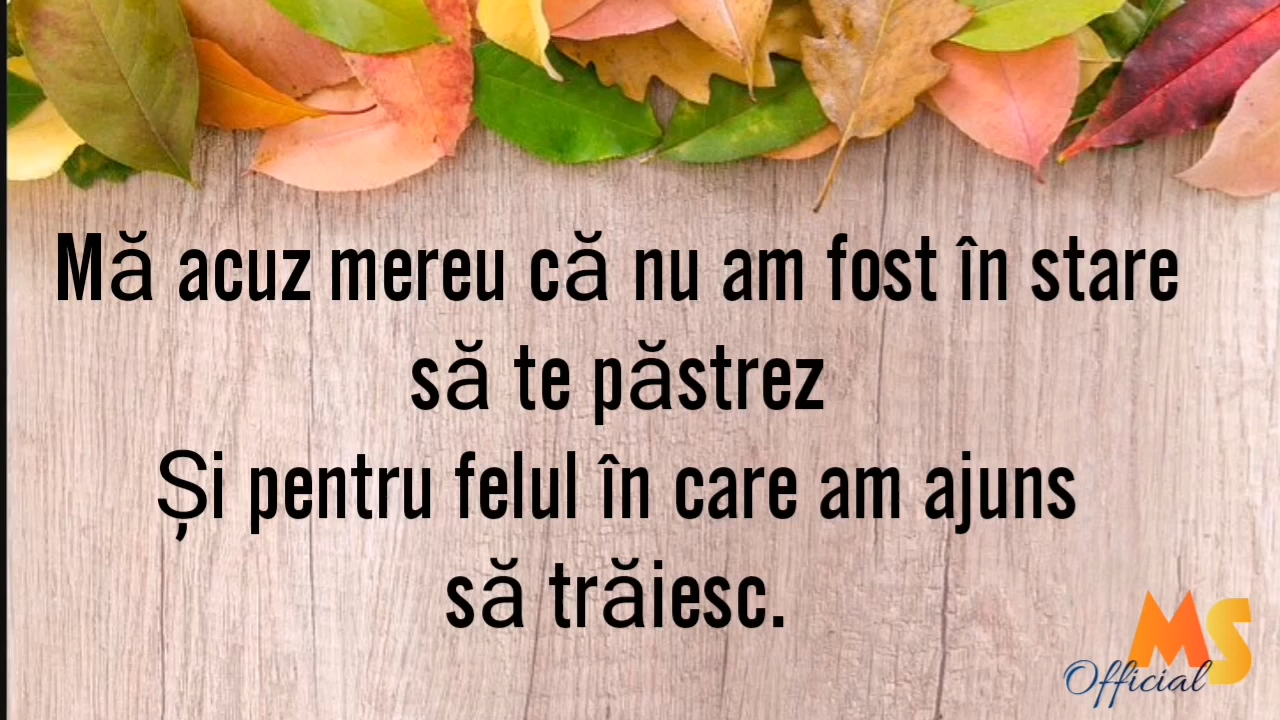 Mă acuz mereu că nu am fost în stare
să te păstrez
Și pentru felul în care am ajuns
să trăiesc.
MS
Official